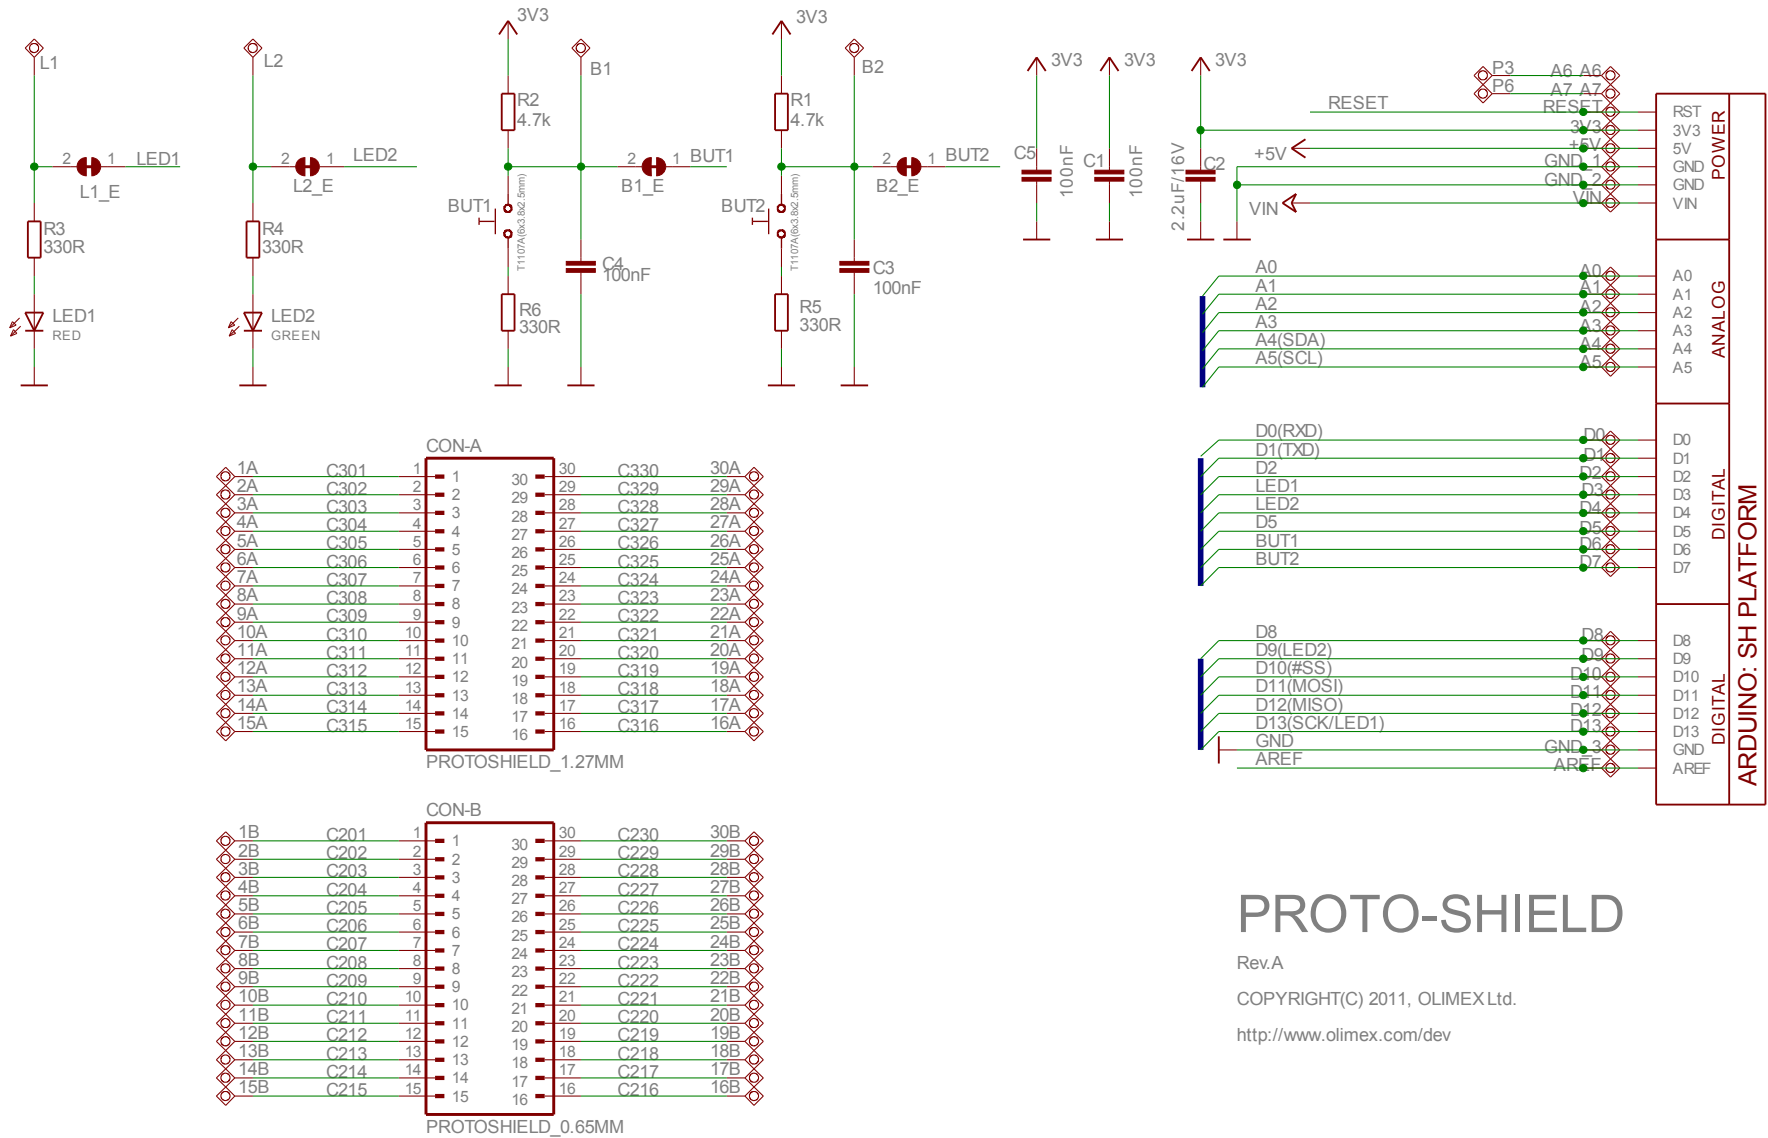 3V3
3V3
L1
L2
B1
B2
3V3
3V3
3V3
P3
A6
A6
P6
A7
A7
R2
4.7k
R1
4.7k
RESET
RESET
RST
3V3
3V3
+5V
+5V
5V
GND_1
GND
GND_2
GND
VIN
VIN
VIN
POWER
2
1
LED1
L1_E
2
1
LED2
L2_E
2
1
BUT1
B1_E
2
1
BUT2
B2_E
C5
100nF
C1
100nF
C2
2.2uF/16V
BUT1
T1107A(6x3.8x2.5mm)
BUT2
T1107A(6x3.8x2.5mm)
R3
330R
R4
330R
C4
100nF
C3
100nF
R6
330R
R5
330R
LED1
RED
LED2
GREEN
A0 A0 A0
A1 A1 A1
A2 A2 A2
A3 A3 A3
A4(SDA) A4 A4
A5(SCL) A5 A5
ANALOG
D0(RXD) D0 D0
D1(TXD) D1 D1
D2 D2 D2
LED1 D3 D3
LED2 D4 D4
D5 D5 D5
BUT1 D6 D6
BUT2 D7 D7
DIGITAL
D8 D8 D8
D9(LED2) D9 D9
D10(#SS) D10 D10
D11(MOSI) D11 D11
D12(MISO) D12 D12
D13(SCK/LED1) D13 D13
GND GND_3 GND
AREF AREF AREF
DIGITAL
ARDUINO: SH PLATFORM
CON-A
1A C301 1 1 30 30 C330 30A
2A C302 2 2 29 29 C329 29A
3A C303 3 3 28 28 C328 28A
4A C304 4 4 27 27 C327 27A
5A C305 5 5 26 26 C326 26A
6A C306 6 6 25 25 C325 25A
7A C307 7 7 24 24 C324 24A
8A C308 8 8 23 23 C323 23A
9A C309 9 9 22 22 C322 22A
10A C310 10 10 21 21 C321 21A
11A C311 11 11 20 20 C320 20A
12A C312 12 12 19 19 C319 19A
13A C313 13 13 18 18 C318 18A
14A C314 14 14 17 17 C317 17A
15A C315 15 15 16 16 C316 16A
PROTOSHIELD_1.27MM
CON-B
1B C201 1 1 30 30 C230 30B
2B C202 2 2 29 29 C229 29B
3B C203 3 3 28 28 C228 28B
4B C204 4 4 27 27 C227 27B
5B C205 5 5 26 26 C226 26B
6B C206 6 6 25 25 C225 25B
7B C207 7 7 24 24 C224 24B
8B C208 8 8 23 23 C223 23B
9B C209 9 9 22 22 C222 22B
10B C210 10 10 21 21 C221 21B
11B C211 11 11 20 20 C220 20B
12B C212 12 12 19 19 C219 19B
13B C213 13 13 18 18 C218 18B
14B C214 14 14 17 17 C217 17B
15B C215 15 15 16 16 C216 16B
PROTOSHIELD_0.65MM
PROTO-SHIELD
Rev.A
COPYRIGHT(C) 2011, OLIMEX Ltd.
http://www.olimex.com/dev